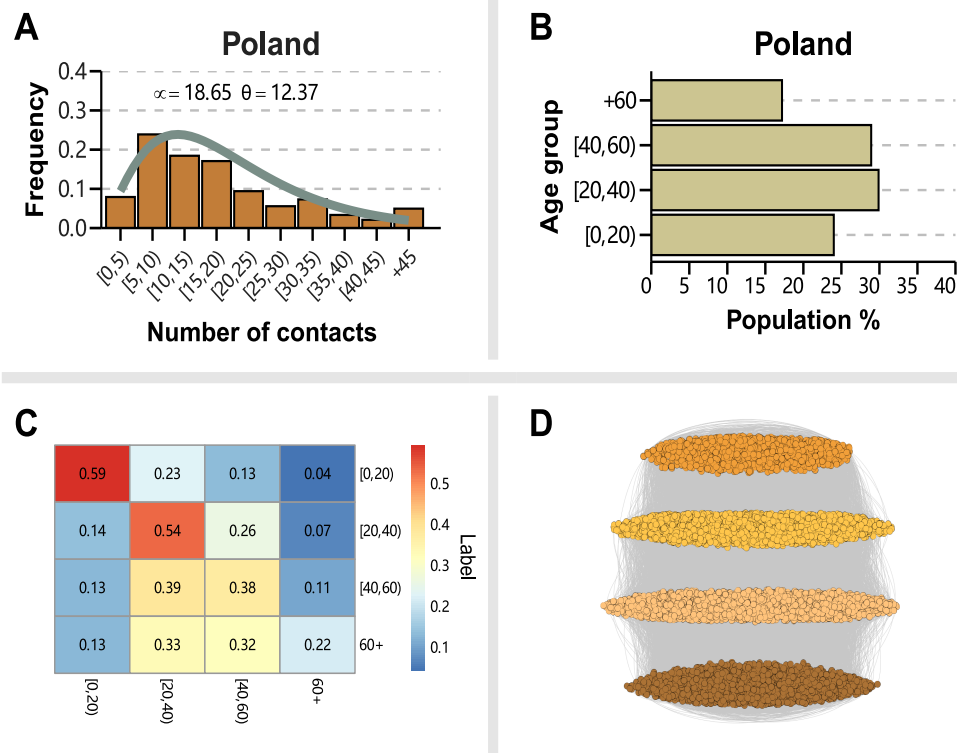 A
Poland
∝= 18.65 θ = 12.37
Frequency
0.4
0.3
0.2
0.1
0.0
[0,5)
[5,10)
[10,15)
[15,20)
[20,25)
[25,30)
[30,35)
[35,40)
[40,45)
+45
Number of contacts
B
Poland
Age group
+60
[40,60)
[20,40)
[0,20)
0 5 10 15 20 25 30 35 40
Population %
C
0.59 0.23 0.13 0.04 [0,20)
0.14 0.54 0.26 0.07 [20,40)
0.13 0.39 0.38 0.11 [40,60)
0.13 0.33 0.32 0.22 60+
[0,20) [20,40) [40,60) 60+
0.5
0.4
0.3
0.2
0.1
Label
D